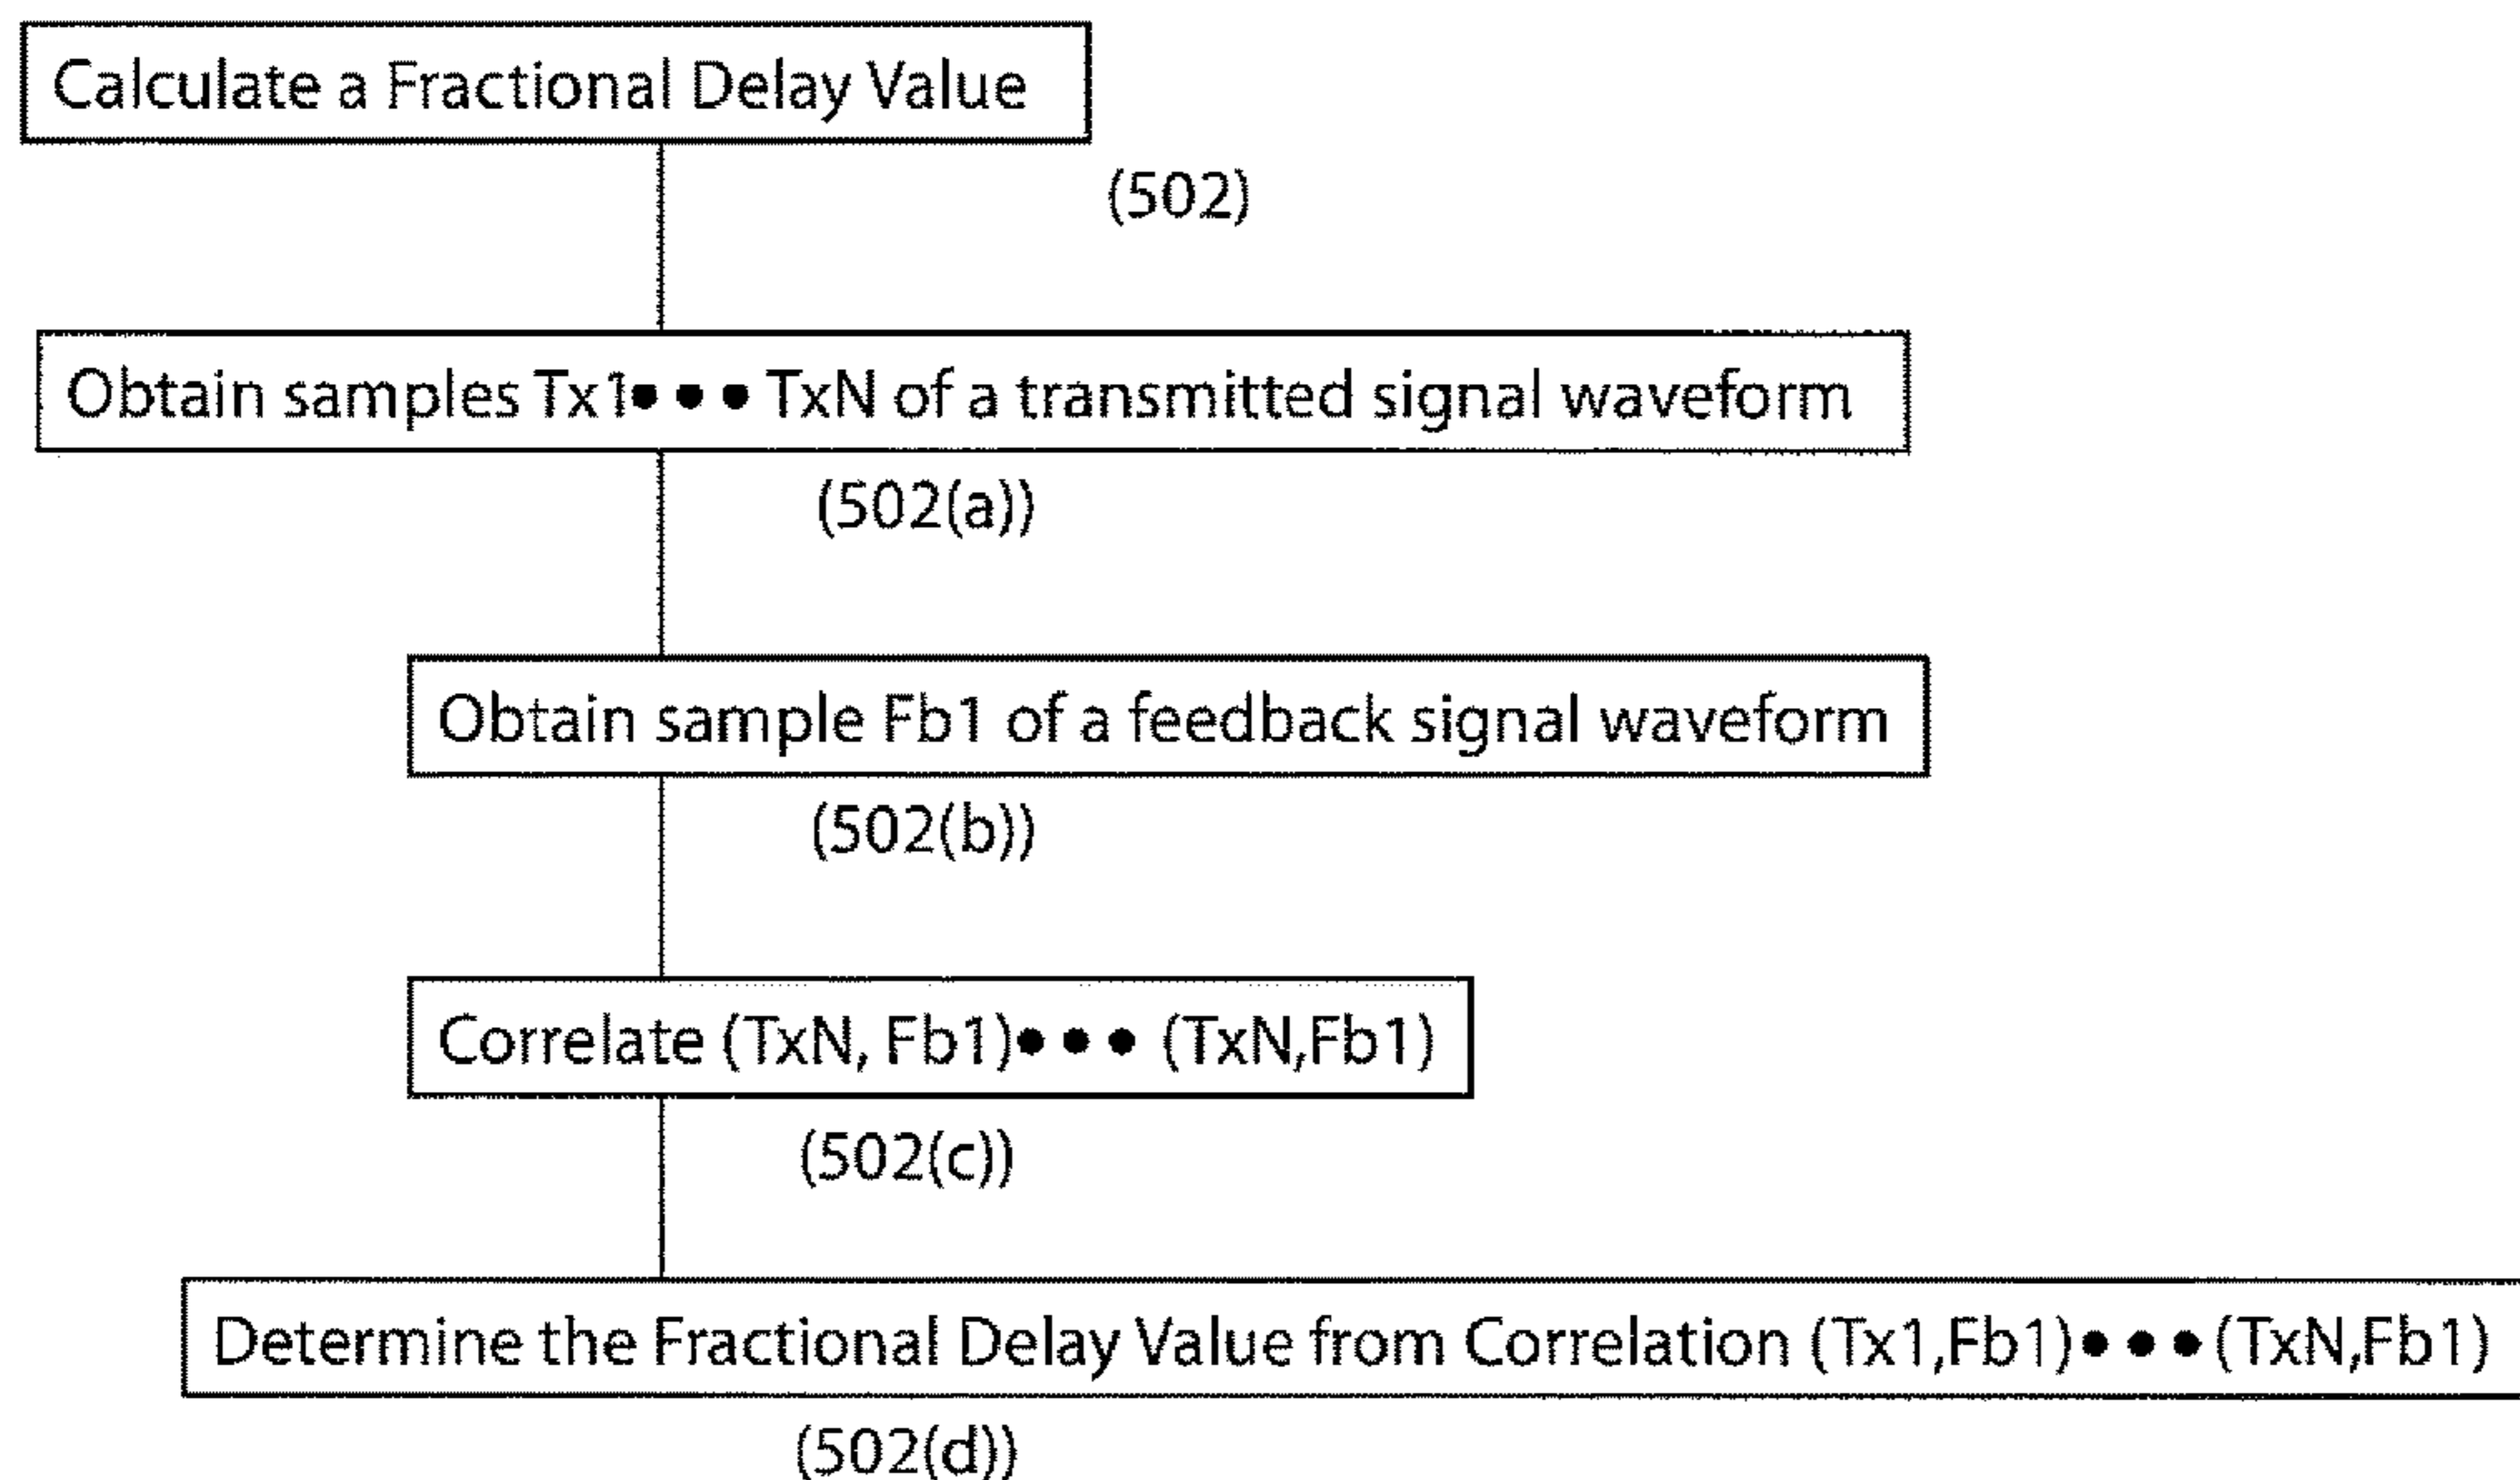 Calculate a Fractional Delay Value
(502)
Obtain samples Tx1●●●TxN of a transmitted signal waveform
(502(a))
Obtain sample Fb1 of a feedback signal waveform
(502(b))
Correlate (TxN, Fb1)●●● (TxN,Fb1)
(502(c))
Determine the Fractional Delay Value from Correlation (Tx1,Fb1)●●●(TxN,Fb1)
(502(d))